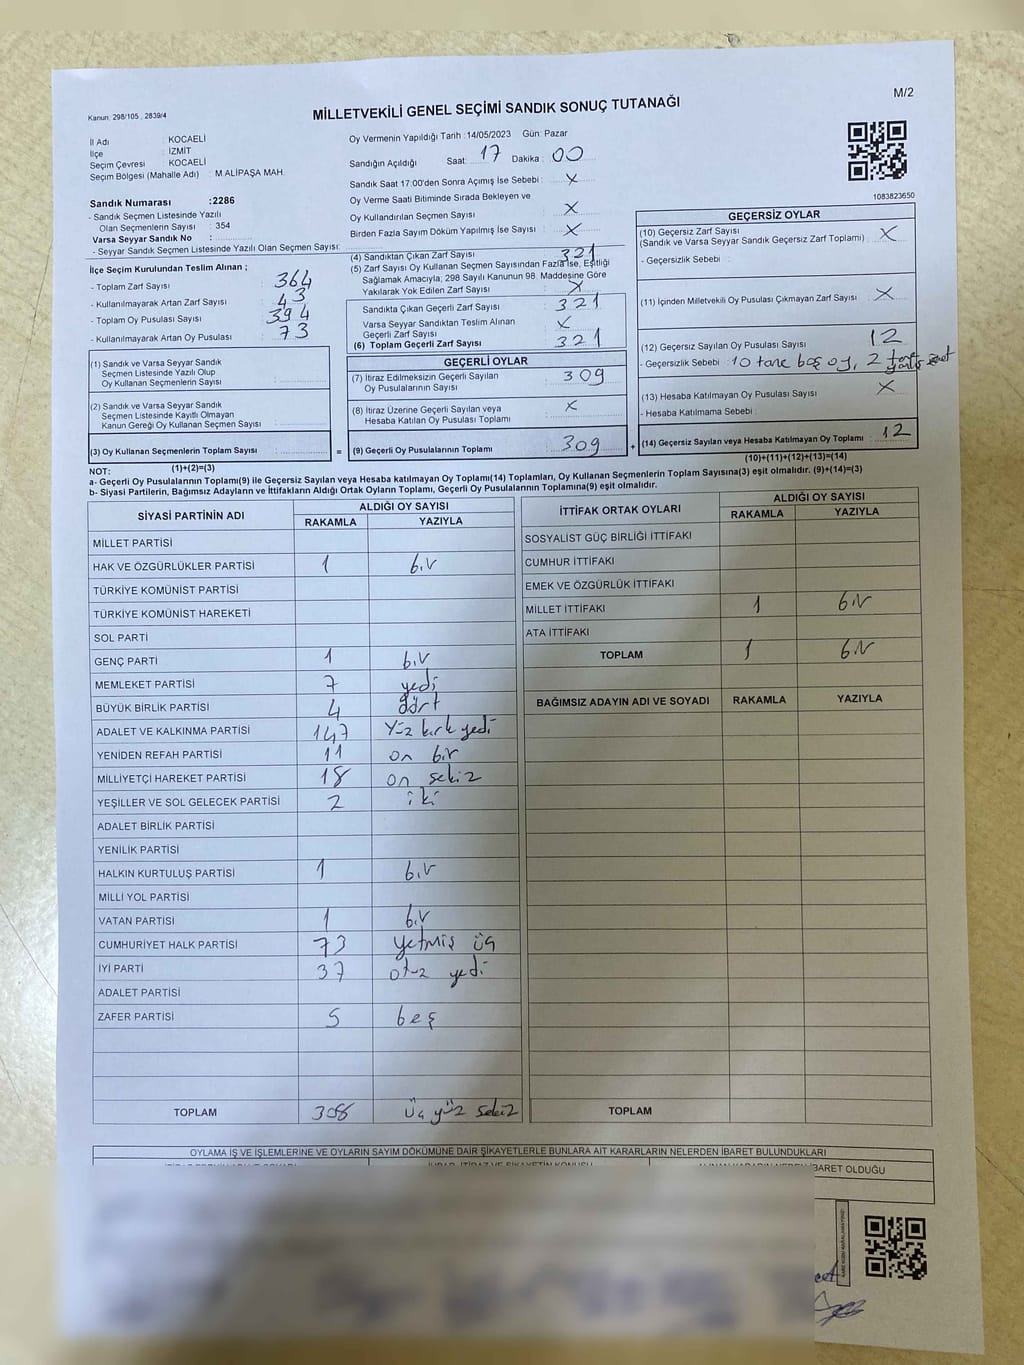 M/2
Kanun: 298/105 , 2839/4
MİLLETVEKİLİ GENEL SEÇİMİ SANDIK SONUÇ TUTANAĞI
İl Adı : KOCAELİ
İlçe : İZMİT
Seçim Çevresi : KOCAELİ
Seçim Bölgesi (Mahalle Adı) : M.ALİPAŞA MAH.
Sandık Numarası :2286
- Sandık Seçmen Listesinde Yazılı
Olan Seçmenlerin Sayısı : 354
Varsa Seyyar Sandık No :
- Seyyar Sandık Seçmen Listesinde Yazılı Olan Seçmen Sayısı:
Oy Vermenin Yapıldığı Tarih :14/05/2023 Gün: Pazar
Sandığın Açıldığı Saat: 17 Dakika : 00
Sandık Saat 17:00'den Sonra Açımış İse Sebebi : X
Oy Verme Saati Bitiminde Sırada Bekleyen ve
Oy Kullandırılan Seçmen Sayısı X
Birden Fazla Sayım Döküm Yapılmış İse Sayısı X
1083823650
İlçe Seçim Kurulundan Teslim Alınan ;
- Toplam Zarf Sayısı : 364
- Kullanılmayarak Artan Zarf Sayısı : 43
- Toplam Oy Pusulası Sayısı : 394
- Kullanılmayarak Artan Oy Pusulası : 73
(1) Sandık ve Varsa Seyyar Sandık
Seçmen Listesinde Yazılı Olup
Oy Kullanan Seçmenlerin Sayısı :
(2) Sandık ve Varsa Seyyar Sandık
Seçmen Listesinde Kayıtlı Olmayan
Kanun Gereği Oy Kullanan Seçmen Sayısı :
(3) Oy Kullanan Seçmenlerin Toplam Sayısı :
(1)+(2)=(3)
(4) Sandıktan Çıkan Zarf Sayısı 321
(5) Zarf Sayısı Oy Kullanan Seçmen Sayısından Fazla İse, Eşitliği
Sağlamak Amacıyla; 298 Sayılı Kanunun 98. Maddesine Göre
Yakılarak Yok Edilen Zarf Sayısı : X
Sandıkta Çıkan Geçerli Zarf Sayısı : 321
Varsa Seyyar Sandıktan Teslim Alınan
Geçerli Zarf Sayısı X
(6) Toplam Geçerli Zarf Sayısı : 321
GEÇERLİ OYLAR
(7) İtiraz Edilmeksizin Geçerli Sayılan
Oy Pusulalarının Sayısı : 309
(8) İtiraz Üzerine Geçerli Sayılan veya
Hesaba Katılan Oy Pusulası Toplamı : X
= (9) Geçerli Oy Pusulalarının Toplamı : 309 +
GEÇERSİZ OYLAR
(10) Geçersiz Zarf Sayısı
(Sandık ve Varsa Seyyar Sandık Geçersiz Zarf Toplamı) : X
- Geçersizlik Sebebi :
(11) İçinden Milletvekili Oy Pusulası Çıkmayan Zarf Sayısı : X
(12) Geçersiz Sayılan Oy Pusulası Sayısı : 12
- Geçersizlik Sebebi : 10 tane boş oy, 2
(13) Hesaba Katılmayan Oy Pusulası Sayısı : X
- Hesaba Katılmama Sebebi :
(14) Geçersiz Sayılan veya Hesaba Katılmayan Oy Toplamı : 12
(10)+(11)+(12)+(13)=(14)
NOT:
a- Geçerli Oy Pusulalarının Toplamı(9) ile Geçersiz Sayılan veya Hesaba katılmayan Oy Toplamı(14) Toplamları, Oy Kullanan Seçmenlerin Toplam Sayısına(3) eşit olmalıdır. (9)+(14)=(3)
b- Siyasi Partilerin, Bağımsız Adayların ve İttifakların Aldığı Ortak Oyların Toplamı, Geçerli Oy Pusulalarının Toplamına(9) eşit olmalıdır.
SİYASİ PARTİNİN ADI ALDIĞI OY SAYISI
RAKAMLA YAZIYLA
MİLLET PARTİSİ
HAK VE ÖZGÜRLÜKLER PARTİSİ 1 bir
TÜRKİYE KOMÜNİST PARTİSİ
TÜRKİYE KOMÜNİST HAREKETİ
SOL PARTİ
GENÇ PARTİ 1 bir
MEMLEKET PARTİSİ 7 yedi
BÜYÜK BİRLİK PARTİSİ 4 dört
ADALET VE KALKINMA PARTİSİ 147 Yüz kırk yedi
YENİDEN REFAH PARTİSİ 11 on bir
MİLLİYETÇİ HAREKET PARTİSİ 18 on sekiz
YEŞİLLER VE SOL GELECEK PARTİSİ 2 iki
ADALET BİRLİK PARTİSİ
YENİLİK PARTİSİ
HALKIN KURTULUŞ PARTİSİ 1 bir
MİLLİ YOL PARTİSİ
VATAN PARTİSİ 1 bir
CUMHURİYET HALK PARTİSİ 73 yetmiş üç
İYİ PARTİ 37 otuz yedi
ADALET PARTİSİ
ZAFER PARTİSİ 5 beş
TOPLAM 308 Üç yüz sekiz
İTTİFAK ORTAK OYLARI ALDIĞI OY SAYISI
RAKAMLA YAZIYLA
SOSYALİST GÜÇ BİRLİĞİ İTTİFAKI
CUMHUR İTTİFAKI
EMEK VE ÖZGÜRLÜK İTTİFAKI
MİLLET İTTİFAKI 1 bir
ATA İTTİFAKI
TOPLAM 1 bir
BAĞIMSIZ ADAYIN ADI VE SOYADI RAKAMLA YAZIYLA
TOPLAM
OYLAMA İŞ VE İŞLEMLERİNE VE OYLARIN SAYIM DÖKÜMÜNE DAİR ŞİKAYETLERLE BUNLARA AİT KARARLARIN NELERDEN İBARET BULUNDUKLARI
İBARET OLDUĞU